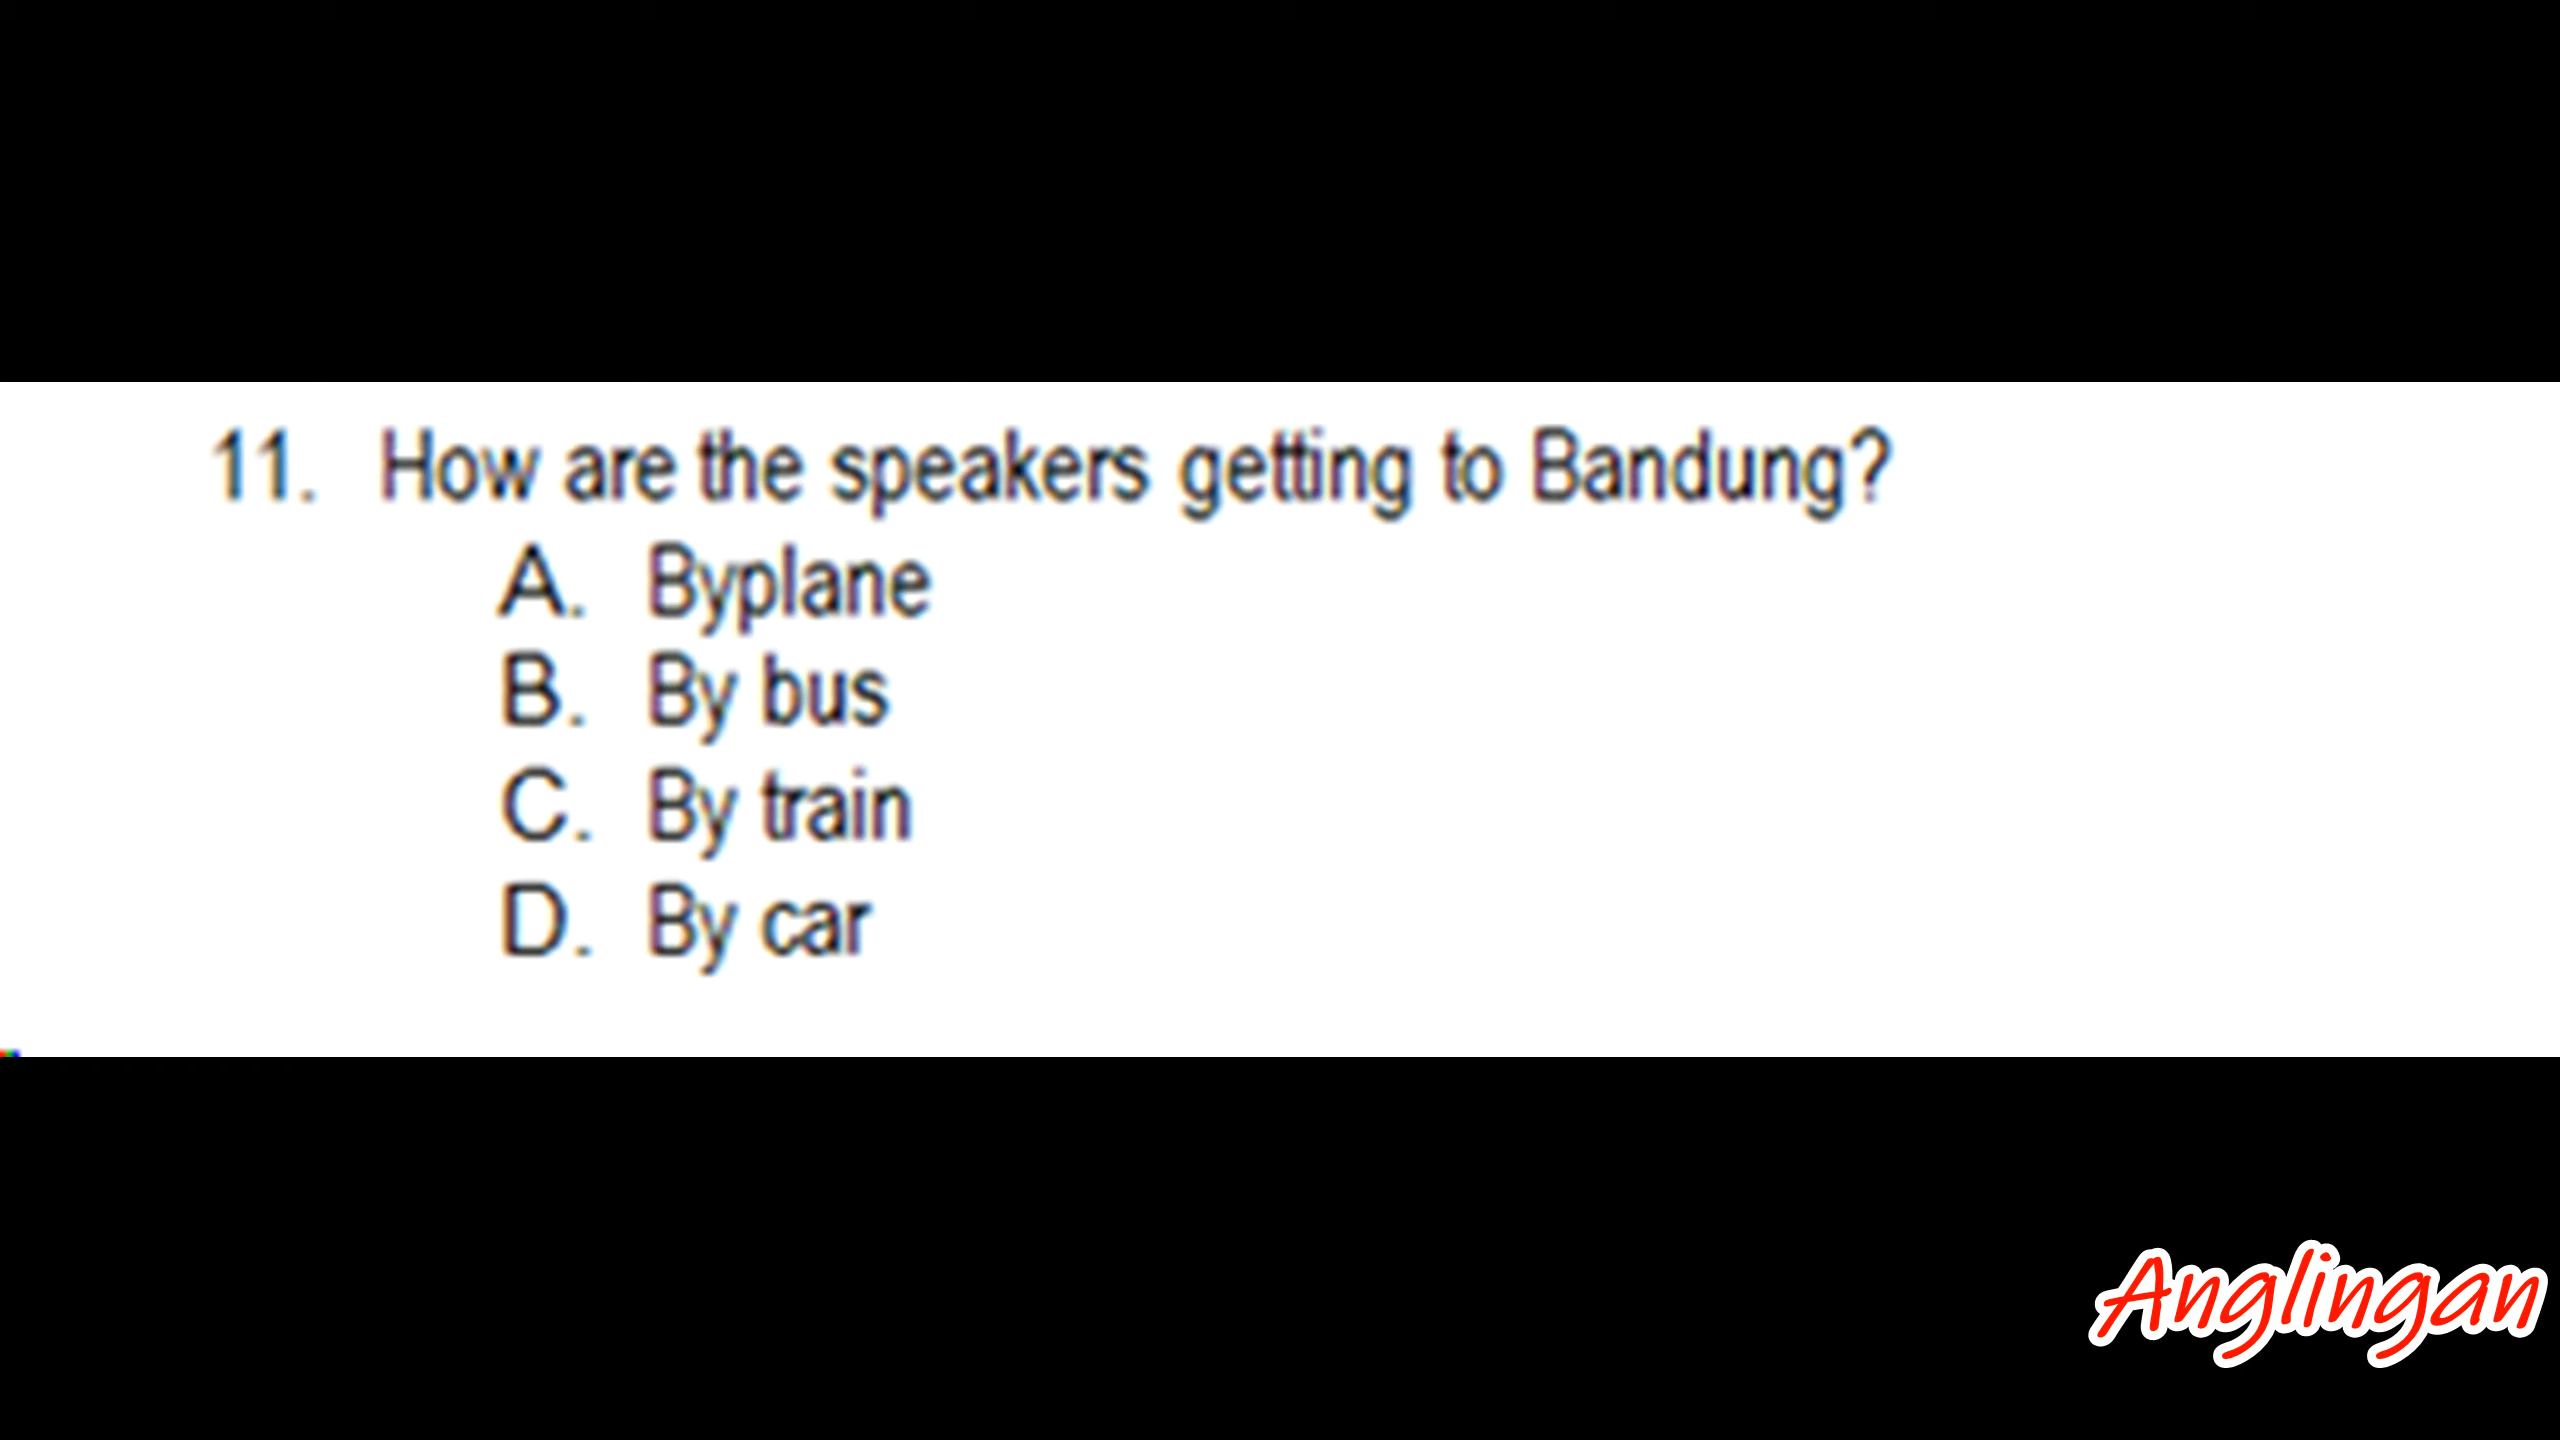 11. How are the speakers getting to Bandung?
A. Byplane
B. By bus
C. By train
D. By car
Anglingan